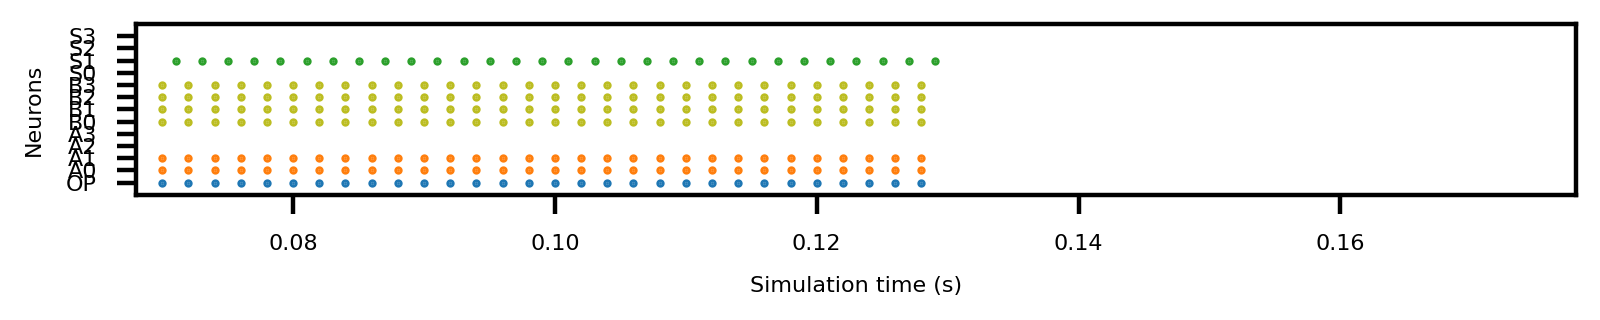 Neurons
S3
S2
S1
S0
B3
B2
B1
B0
A3
A2
A1
A0
OP
0.08 0.10 0.12 0.14 0.16
Simulation time (s)